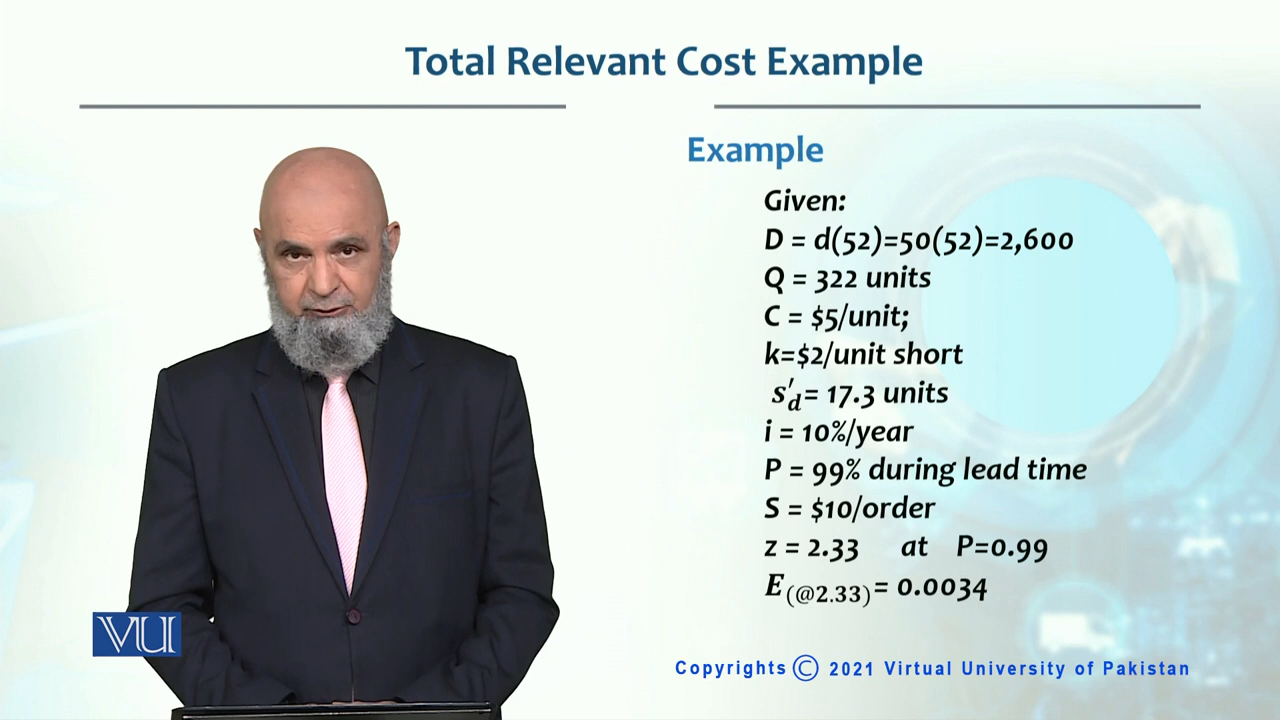 Total Relevant Cost Example
Example
Given:
D = d(52)=50(52)=2,600
Q = 322 units
C = $5/unit;
k=$2/unit short
s′d= 17.3 units
i = 10%/year
P = 99% during lead time
S = $10/order
z = 2.33 at P=0.99
E(@2.33)= 0.0034
VU
Copyrights © 2021 Virtual University of Pakistan